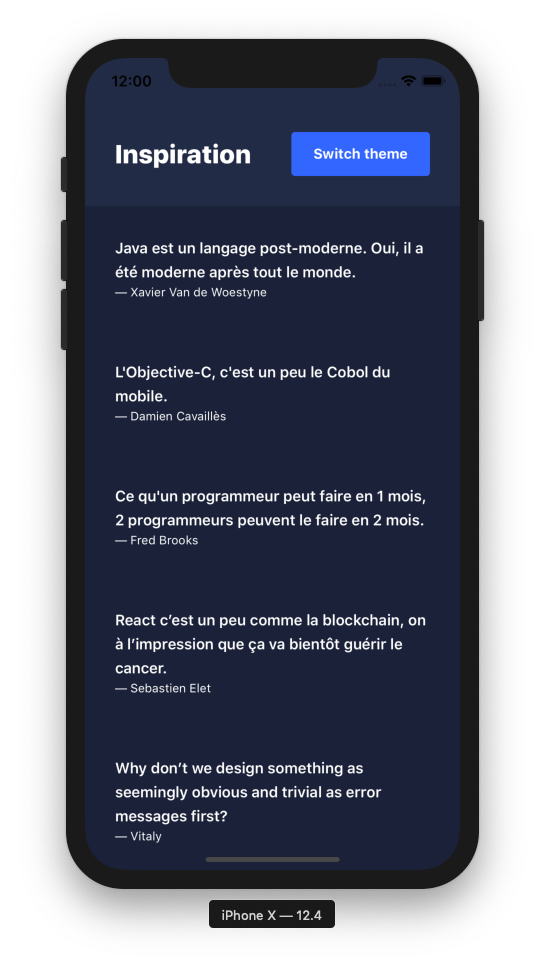 12:00
Inspiration
Switch theme
Java est un langage post-moderne. Oui, il a
été moderne après tout le monde.
— Xavier Van de Woestyne
L'Objective-C, c'est un peu le Cobol du
mobile.
— Damien Cavaillès
Ce qu'un programmeur peut faire en 1 mois,
2 programmeurs peuvent le faire en 2 mois.
— Fred Brooks
React c’est un peu comme la blockchain, on
à l’impression que ça va bientôt guérir le
cancer.
— Sebastien Elet
Why don’t we design something as
seemingly obvious and trivial as error
messages first?
— Vitaly
iPhone X — 12.4